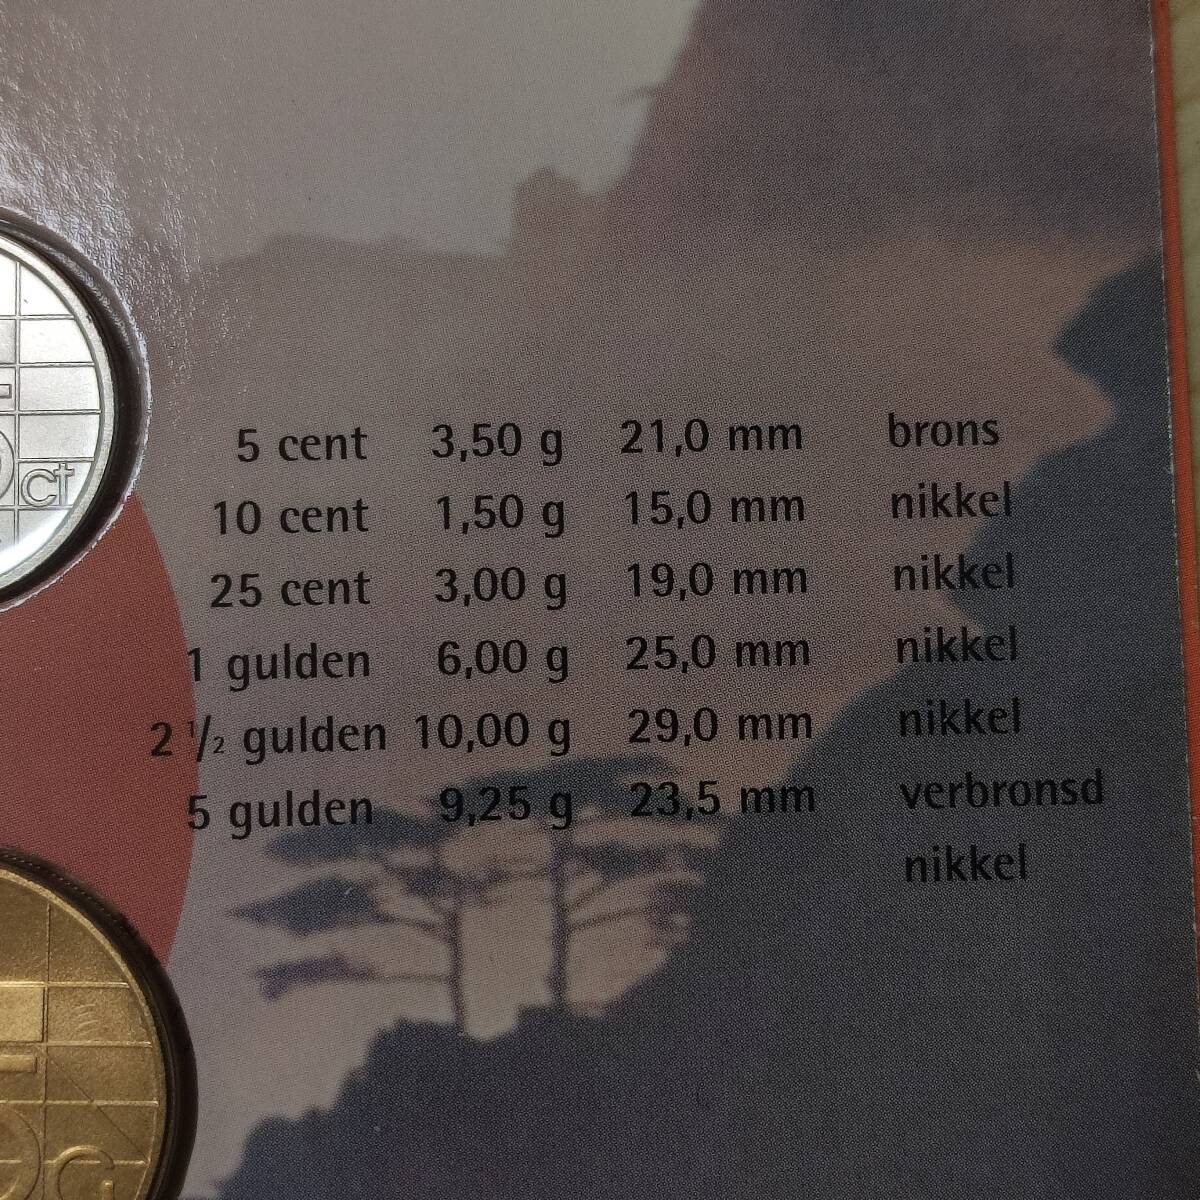 ct
5 cent 3,50 g 21,0 mm brons
10 cent 1,50 g 15,0 mm nikkel
25 cent 3,00 g 19,0 mm nikkel
1 gulden 6,00 g 25,0 mm nikkel
2 1/2 gulden 10,00 g 29,0 mm nikkel
5 gulden 9,25 g 23,5 mm verbronsd
nikkel
G